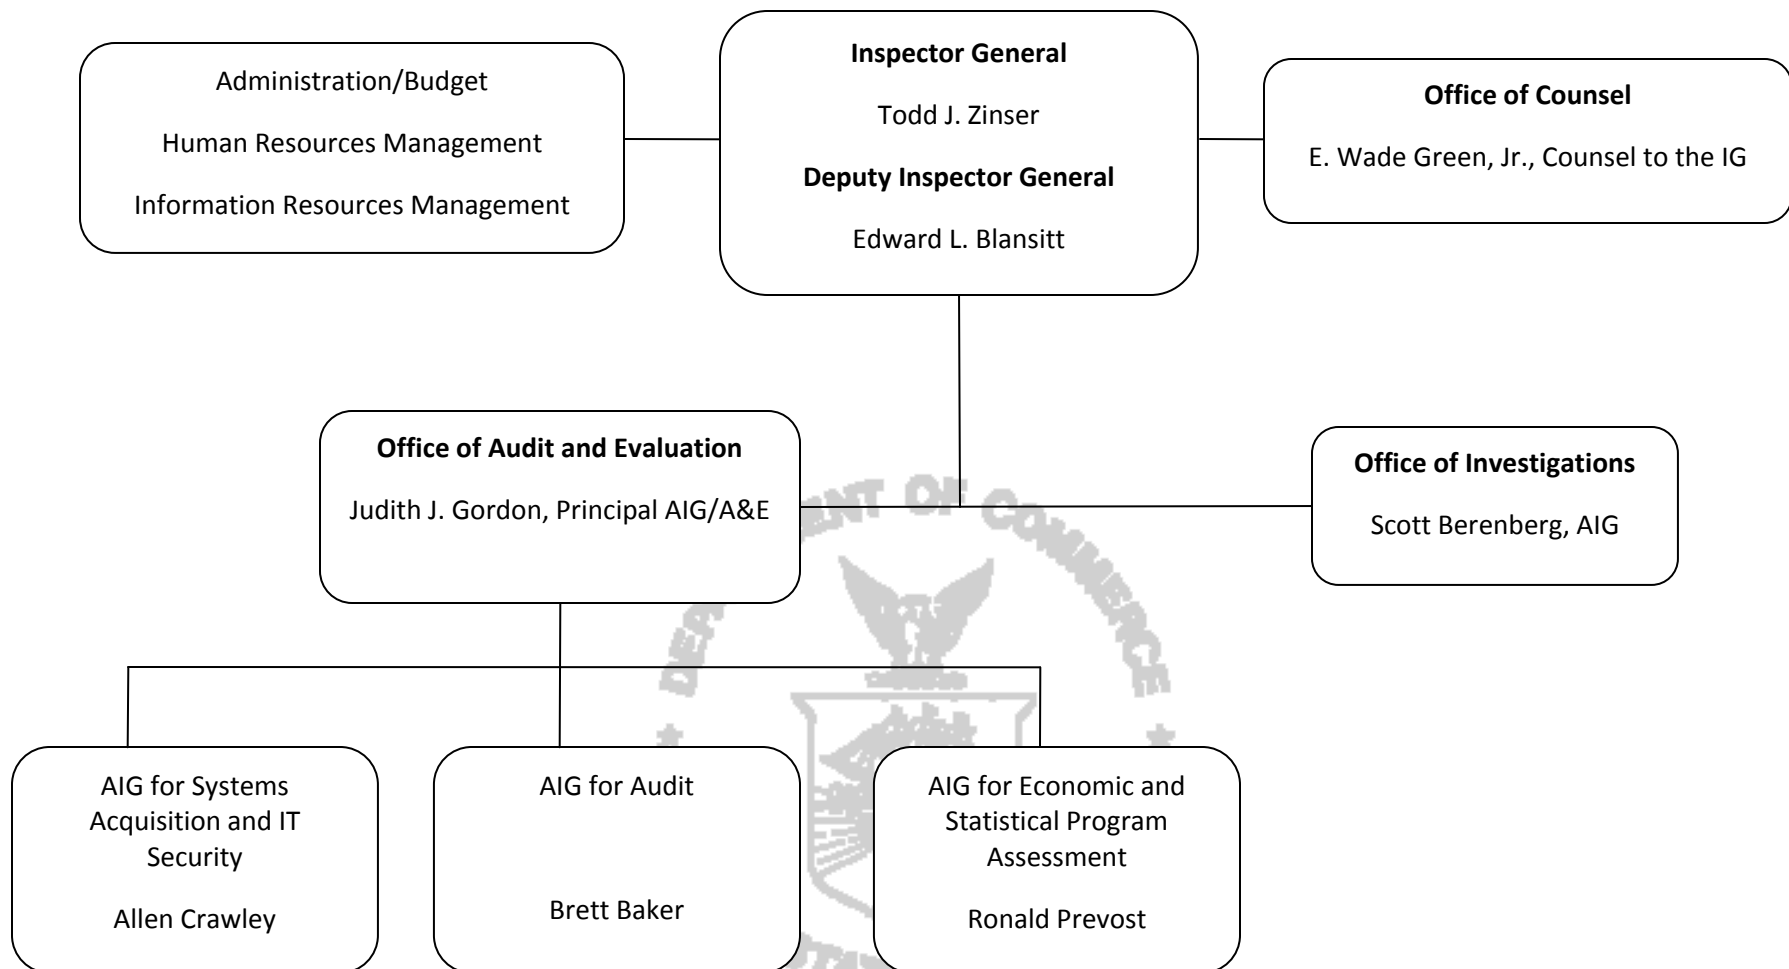 Administration/Budget
Human Resources Management
Information Resources Management
Inspector General
Todd J. Zinser
Deputy Inspector General
Edward L. Blansitt
Office of Counsel
E. Wade Green, Jr., Counsel to the IG
Office of Audit and Evaluation
Judith J. Gordon, Principal AIG/A&E
Office of Investigations
Scott Berenberg, AIG
OF COMMERCE
AIG for Systems
Acquisition and IT
Security
Allen Crawley
AIG for Audit
Brett Baker
AIG for Economic and
Statistical Program
Assessment
Ronald Prevost